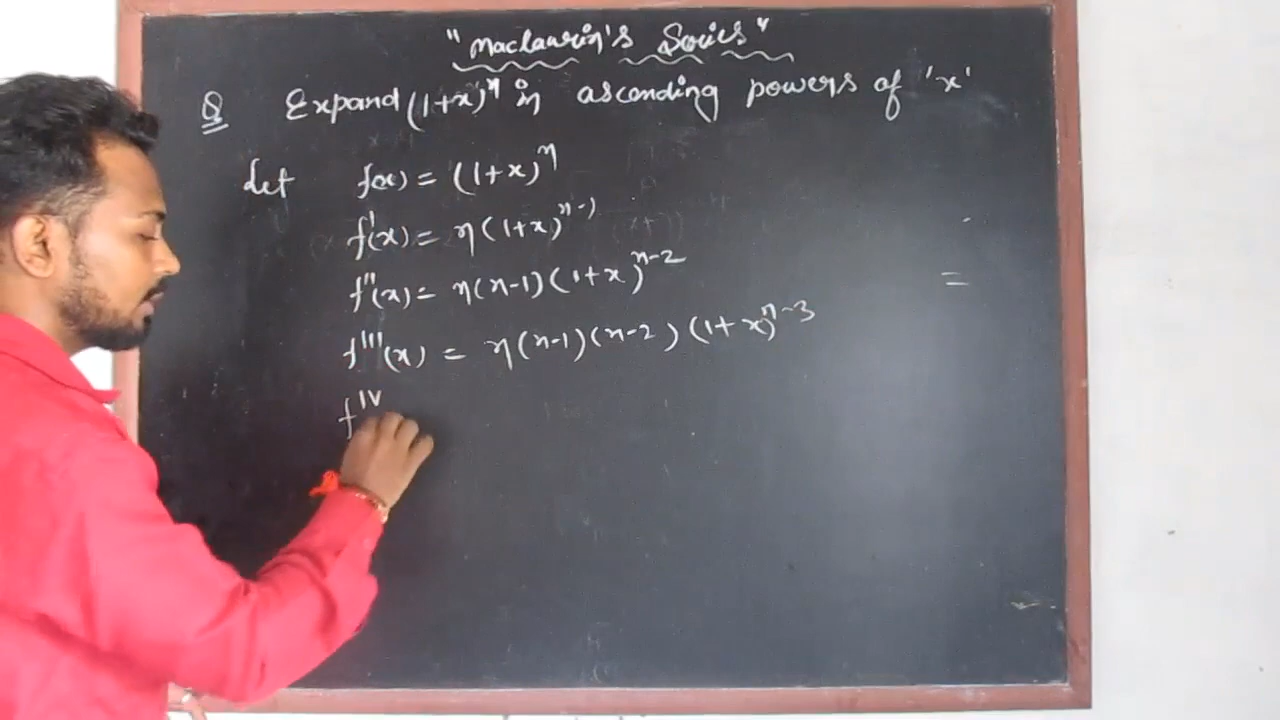 "Maclaurin's Series"
Q Expand (1+x)^n in ascending powers of 'x'
Let f(x) = (1+x)^n
f'(x) = n(1+x)^{n-1}
f''(x) = n(n-1)(1+x)^{n-2}
=
f'''(x) = n(n-1)(n-2)(1+x)^{n-3}
f^{IV}